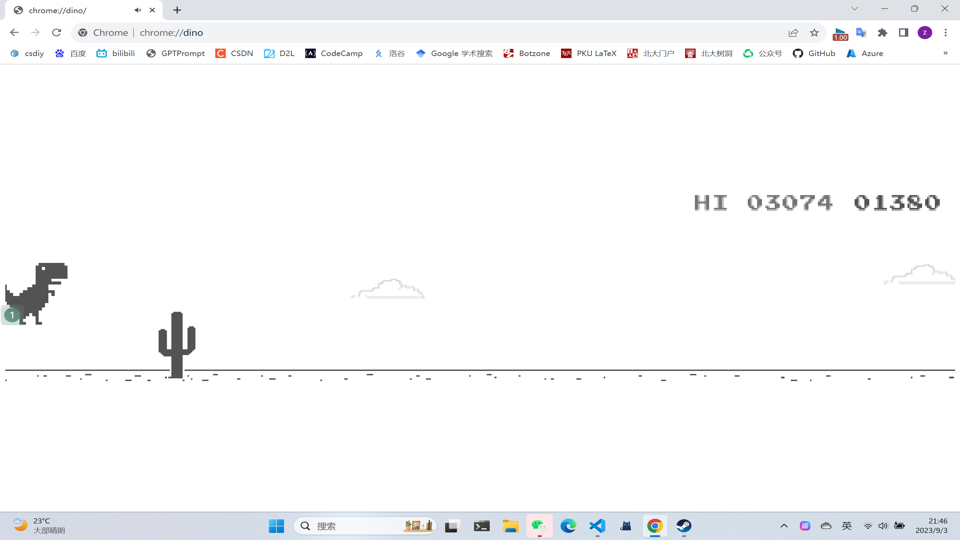 chrome://dino/
Chrome | chrome://dino
1.00
z
csdiy 百度 bilibili GPTPrompt CSDN D2L CodeCamp 洛谷 Google 学术搜索 Botzone PKU LaTeX 北大门户 北大树洞 公众号 GitHub Azure »
HI 03074 01380
1
23°C
大部晴朗
搜索
英
21:46
2023/9/3